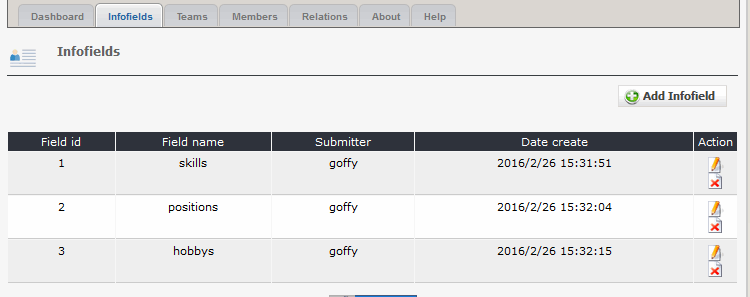 Dashboard Infofields Teams Members Relations About Help
Infofields
Add Infofield
Field id Field name Submitter Date create Action
1 skills goffy 2016/2/26 15:31:51
2 positions goffy 2016/2/26 15:32:04
3 hobbys goffy 2016/2/26 15:32:15